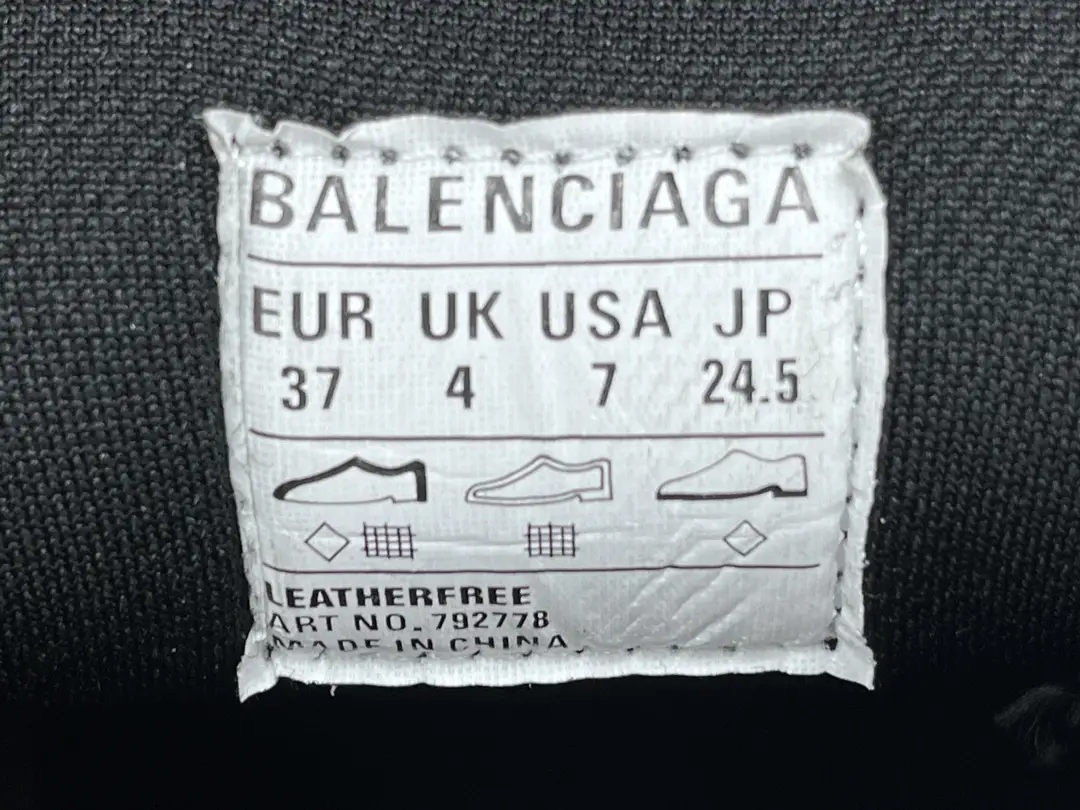 BALENCIAGA
EUR UK USA JP
37 4 7 24.5
LEATHERFREE
ART NO. 792778
MADE IN CHINA